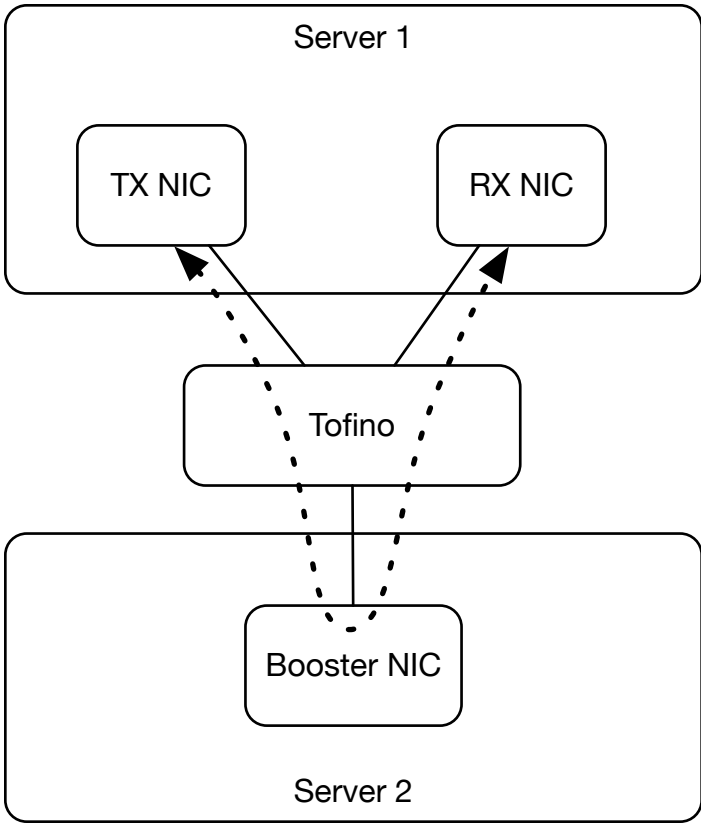 Server 1
TX NIC
RX NIC
Tofino
Booster NIC
Server 2